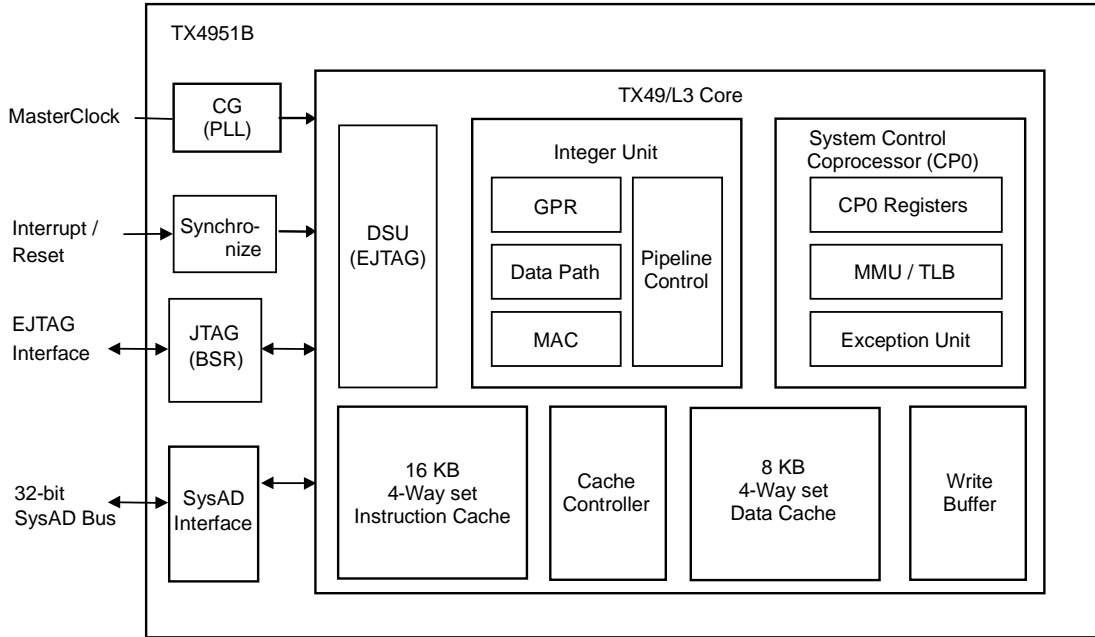 TX4951B
MasterClock
CG
(PLL)
Interrupt /
Reset
Synchro-
nize
EJTAG
Interface
JTAG
(BSR)
32-bit
SysAD Bus
SysAD
Interface
TX49/L3 Core
DSU
(EJTAG)
Integer Unit
GPR
Data Path
MAC
Pipeline
Control
System Control
Coprocessor (CP0)
CP0 Registers
MMU / TLB
Exception Unit
16 KB
4-Way set
Instruction Cache
Cache
Controller
8 KB
4-Way set
Data Cache
Write
Buffer